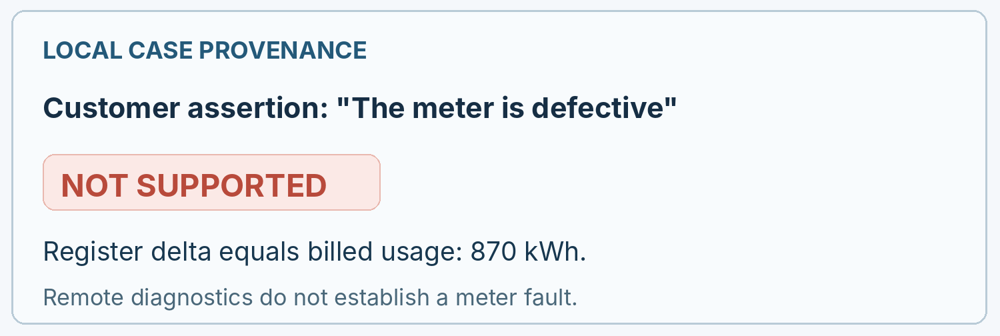 LOCAL CASE PROVENANCE
Customer assertion: "The meter is defective"
NOT SUPPORTED
Register delta equals billed usage: 870 kWh.
Remote diagnostics do not establish a meter fault.